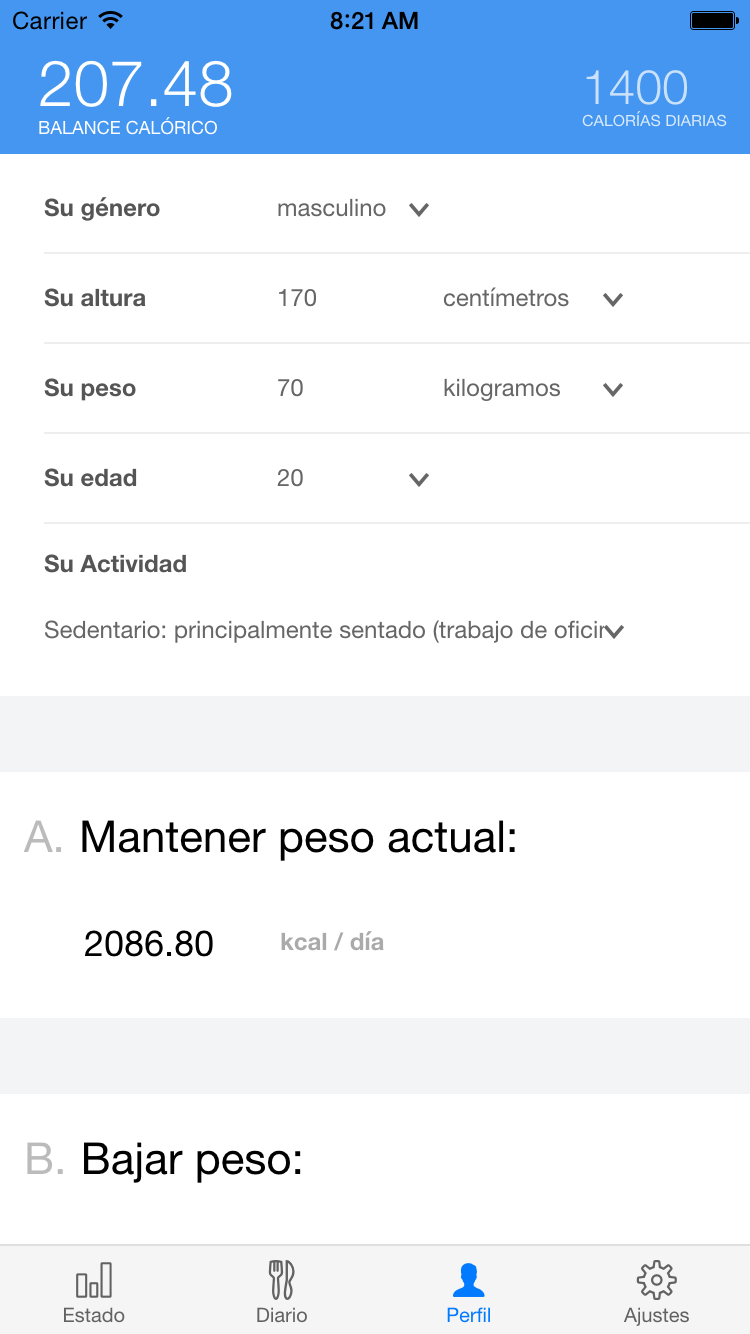 Carrier 8:21 AM
207.48 1400
BALANCE CALÓRICO CALORÍAS DIARIAS
Su género masculino
Su altura 170 centímetros
Su peso 70 kilogramos
Su edad 20
Su Actividad
Sedentario: principalmente sentado (trabajo de oficin
A. Mantener peso actual:
2086.80 kcal / día
B. Bajar peso:
Estado Diario Perfil Ajustes